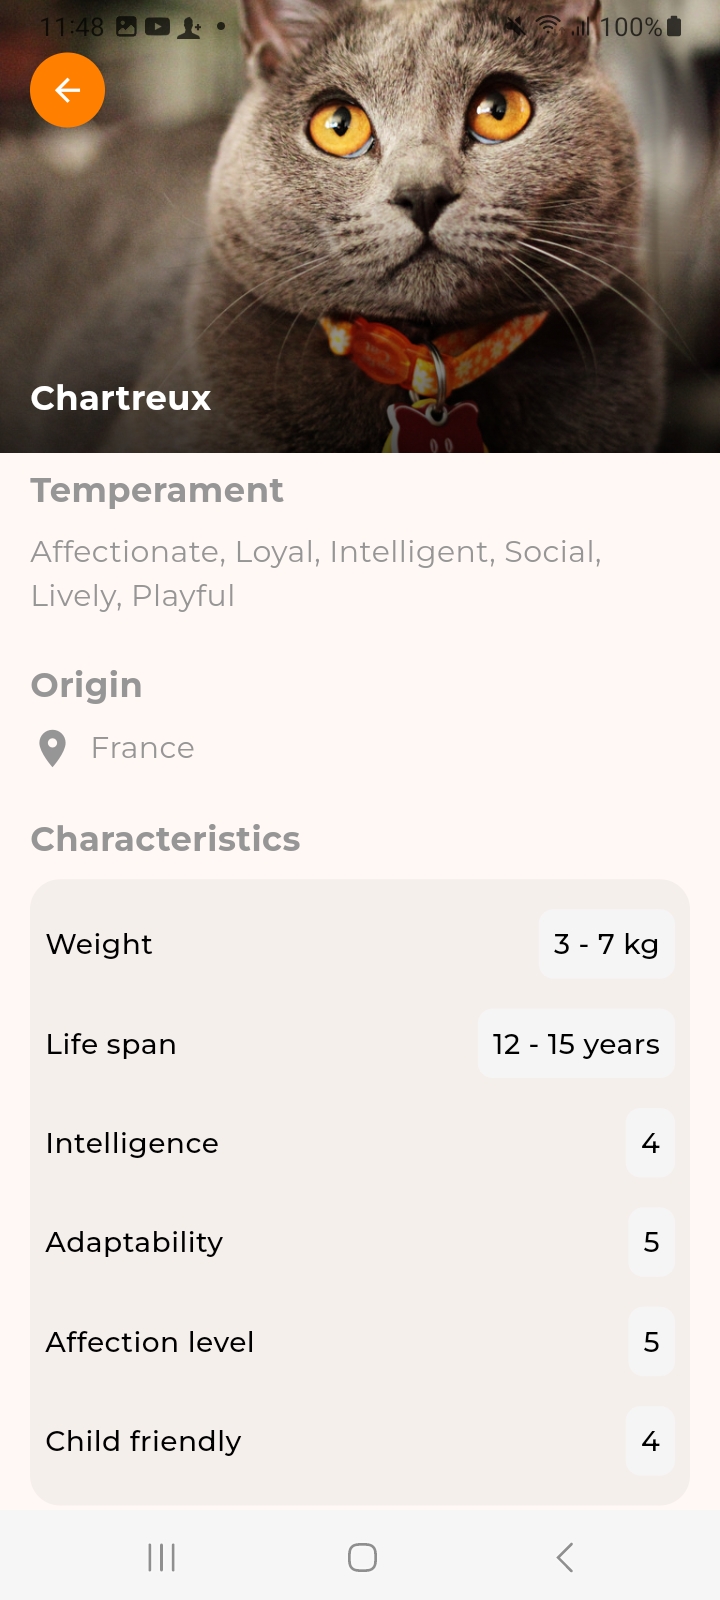 11:48
100%
Chartreux
Temperament
Affectionate, Loyal, Intelligent, Social,
Lively, Playful
Origin
France
Characteristics
Weight 3 - 7 kg
Life span 12 - 15 years
Intelligence 4
Adaptability 5
Affection level 5
Child friendly 4